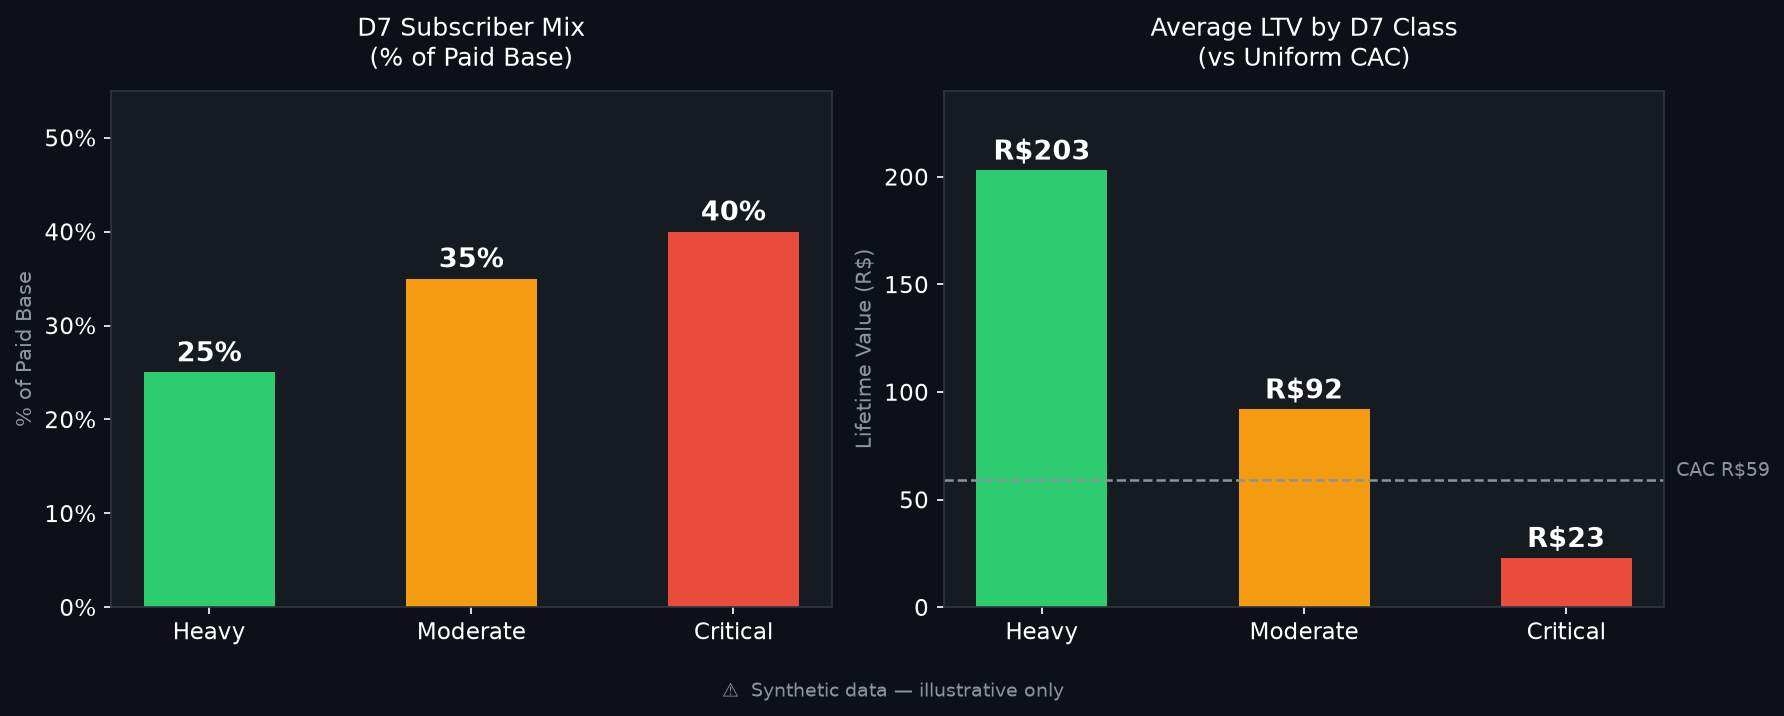 D7 Subscriber Mix
(% of Paid Base)
% of Paid Base
50%
40%
30%
20%
10%
0%
25%
35%
40%
Heavy
Moderate
Critical
Average LTV by D7 Class
(vs Uniform CAC)
Lifetime Value (R$)
200
150
100
50
0
R$203
R$92
R$23
CAC R$59
Heavy
Moderate
Critical
⚠ Synthetic data — illustrative only